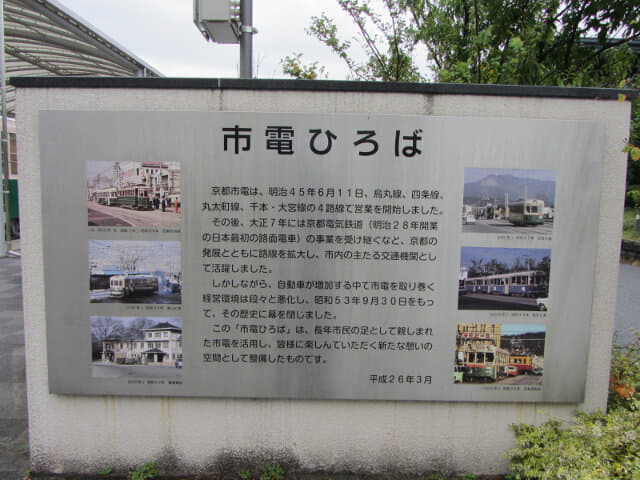 市電ひろば
京都市電は、明治45年6月11日、烏丸線、四条線、
丸太町線、千本・大宮線の4路線で営業を開始しました。
その後、大正7年には京都電気鉄道（明治28年開業
の日本最初の路面電車）の事業を受け継ぐなど、京都の
発展とともに路線を拡大し、市内の主たる交通機関とし
て活躍しました。
しかしながら、自動車が増加する中で市電を取り巻く
経営環境は段々と悪化し、昭和53年9月30日をもっ
て、その歴史に幕を閉じました。
この「市電ひろば」は、長年市民の足として親しまれ
た市電を活用し、皆様に楽しんでいただく新たな憩いの
空間として整備したものです。
平成26年3月